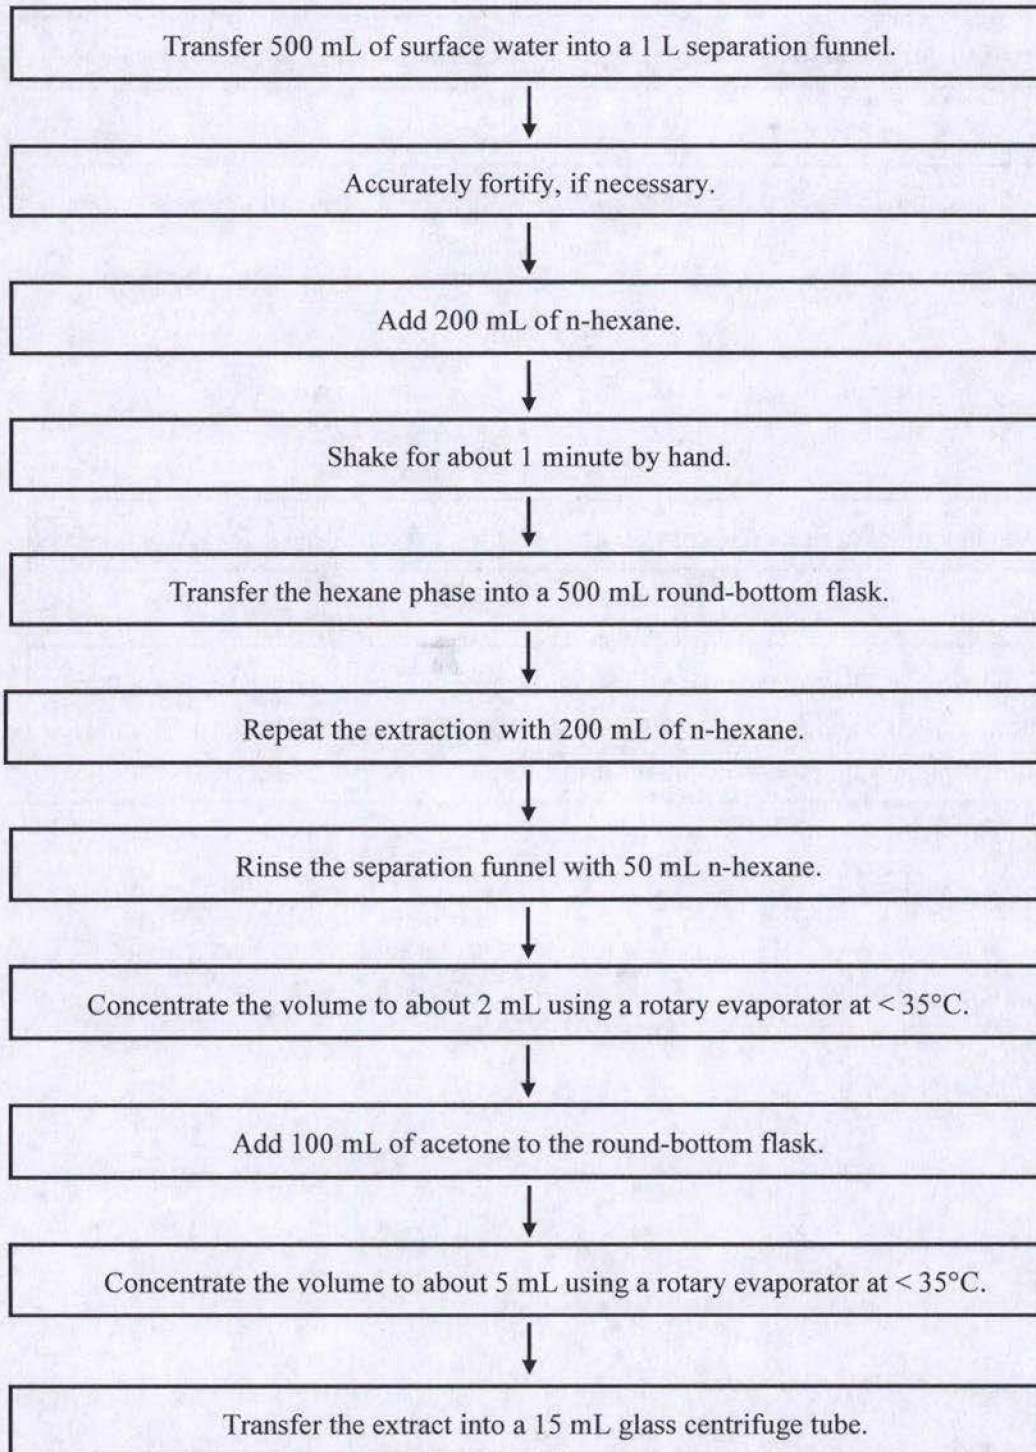 Transfer 500 mL of surface water into a 1 L separation funnel.
Accurately fortify, if necessary.
Add 200 mL of n-hexane.
Shake for about 1 minute by hand.
Transfer the hexane phase into a 500 mL round-bottom flask.
Repeat the extraction with 200 mL of n-hexane.
Rinse the separation funnel with 50 mL n-hexane.
Concentrate the volume to about 2 mL using a rotary evaporator at < 35°C.
Add 100 mL of acetone to the round-bottom flask.
Concentrate the volume to about 5 mL using a rotary evaporator at < 35°C.
Transfer the extract into a 15 mL glass centrifuge tube.